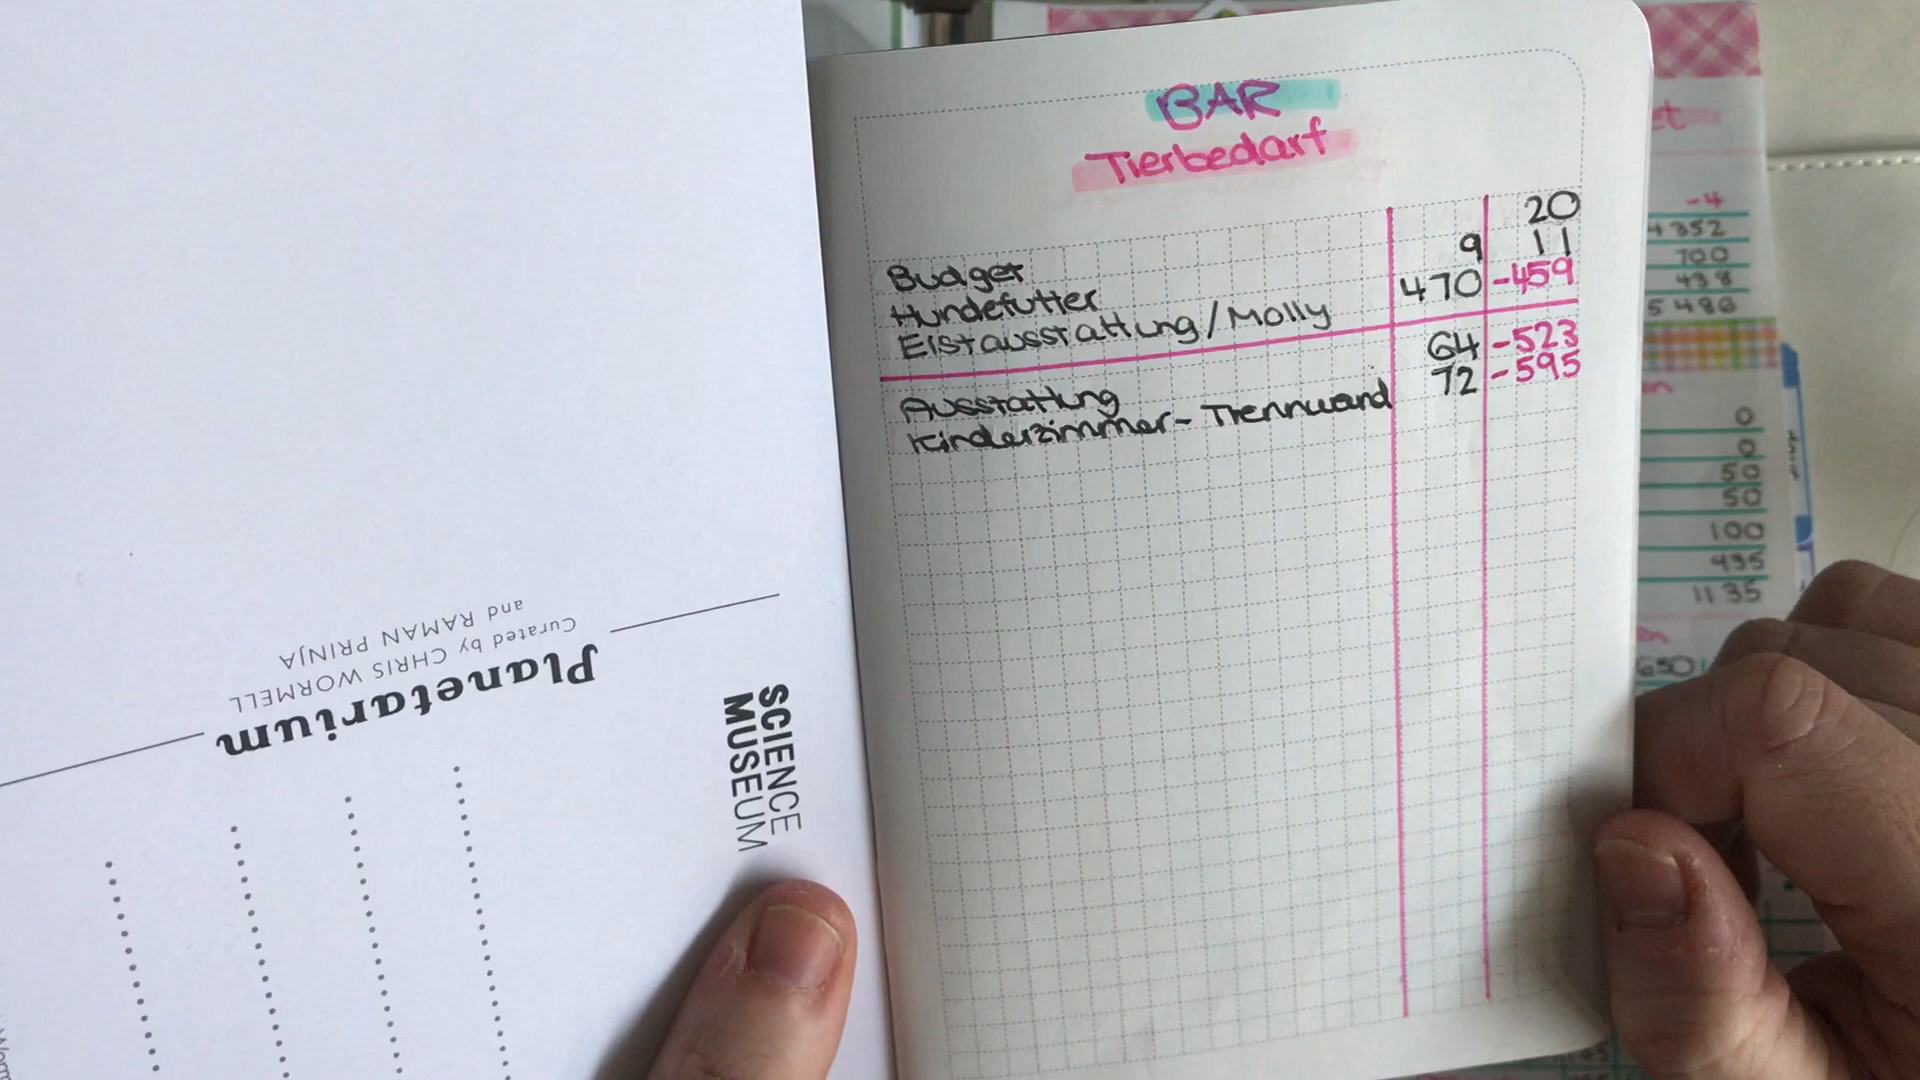 BAR
Tierbedarf
Budget 20
Hundefutter 9 11
Erstausstattung/Molly 470 -459
Ausstattung 64 -523
Kinderzimmer- Trennwand 72 -595
Planetarium
Curated by CHRIS WORMELL
and RAMAN PRINJA
SCIENCE
MUSEUM
-4
4352
700
438
0
0
50
50
100
435
1135
650